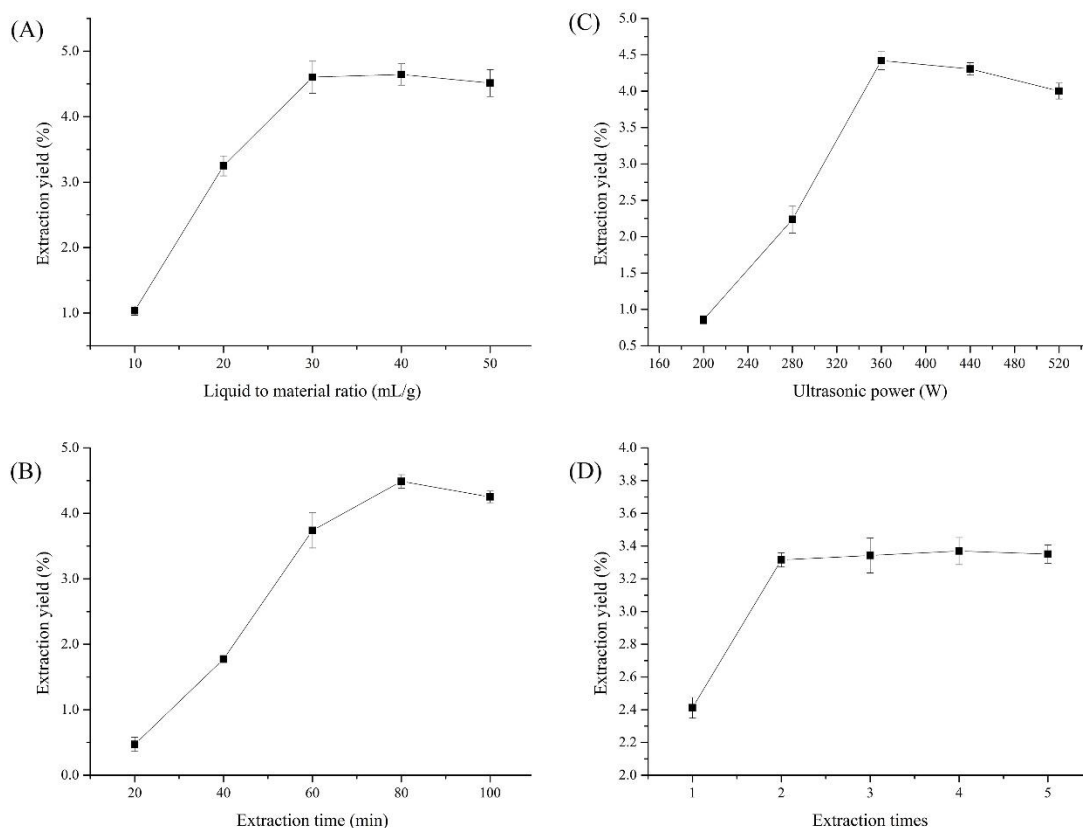 (A)
5.0
4.0
3.0
2.0
1.0
Extraction yield (%)
10 20 30 40 50
Liquid to material ratio (mL/g)
(C)
5.0
4.5
4.0
3.5
3.0
2.5
2.0
1.5
1.0
0.5
Extraction yield (%)
160 200 240 280 320 360 400 440 480 520
Ultrasonic power (W)
(B)
5.0
4.0
3.0
2.0
1.0
0.0
Extraction yield (%)
20 40 60 80 100
Extraction time (min)
(D)
4.0
3.8
3.6
3.4
3.2
3.0
2.8
2.6
2.4
2.2
2.0
Extraction yield (%)
1 2 3 4 5
Extraction times